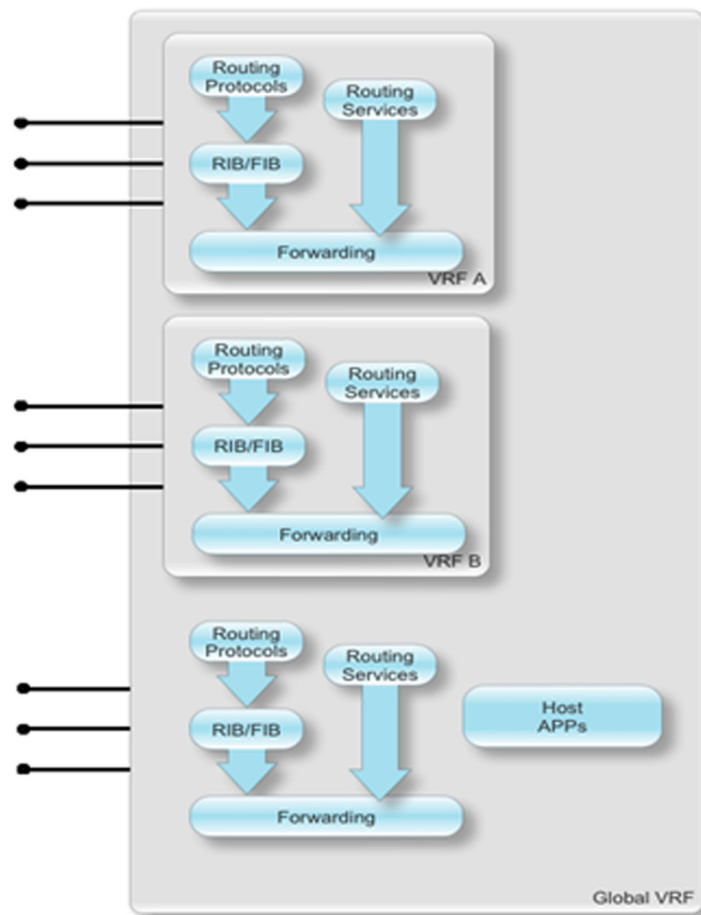 Routing
Protocols
Routing
Services
RIB/FIB
Forwarding
VRF A
Routing
Protocols
Routing
Services
RIB/FIB
Forwarding
VRF B
Routing
Protocols
Routing
Services
RIB/FIB
Host
APPs
Forwarding
Global VRF